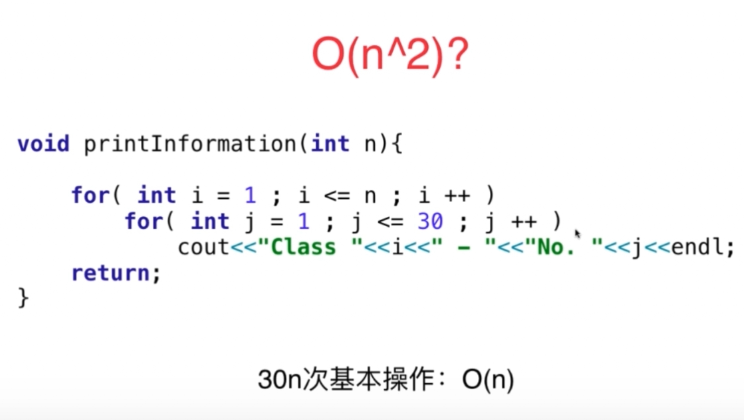 O(n^2)?
void printInformation(int n){
for( int i = 1 ; i <= n ; i ++ )
for( int j = 1 ; j <= 30 ; j ++ )
cout<<"Class "<<i<<" - "<<"No. "<<j<<endl;
return;
}
30n次基本操作：O(n)